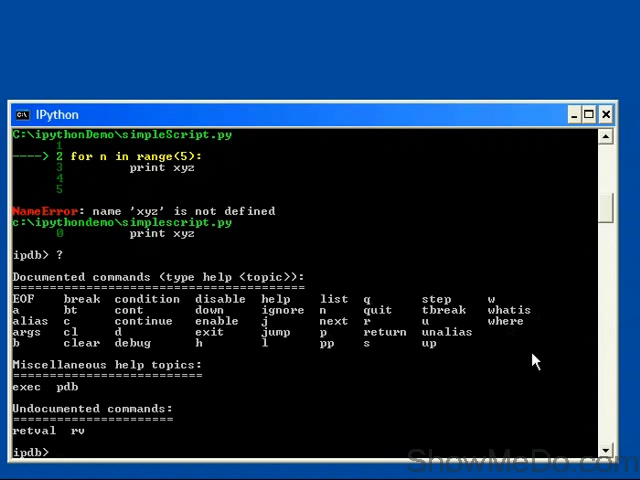 IPython
C:\ipythonDemo\simpleScript.py
1
----> 2 for n in range(5):
3 print xyz
4
5
NameError: name 'xyz' is not defined
c:\ipythondemo\simplescript.py
0 print xyz
ipdb> ?
Documented commands (type help <topic>):
========================================
EOF break condition disable help list q step w
a bt cont down ignore n quit tbreak whatis
alias c continue enable j next r u where
args cl d exit jump p return unalias
b clear debug h l pp s up
Miscellaneous help topics:
==========================
exec pdb
Undocumented commands:
======================
retval rv
ipdb>
ShowMeDo.com